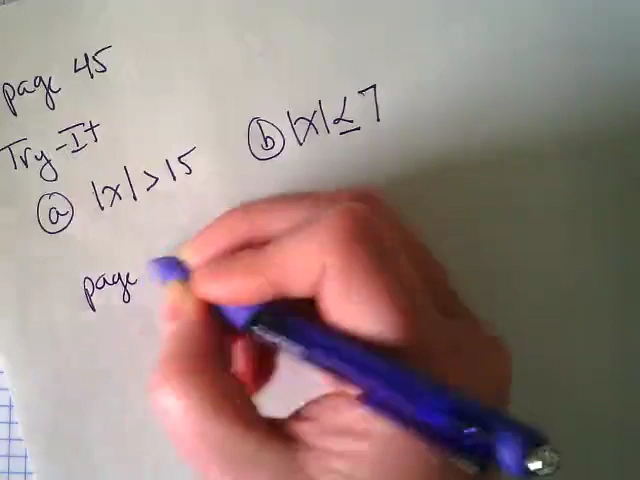 page 45
Try-It
ⓐ |x| > 15 ⓑ |x| ≤ 7
page